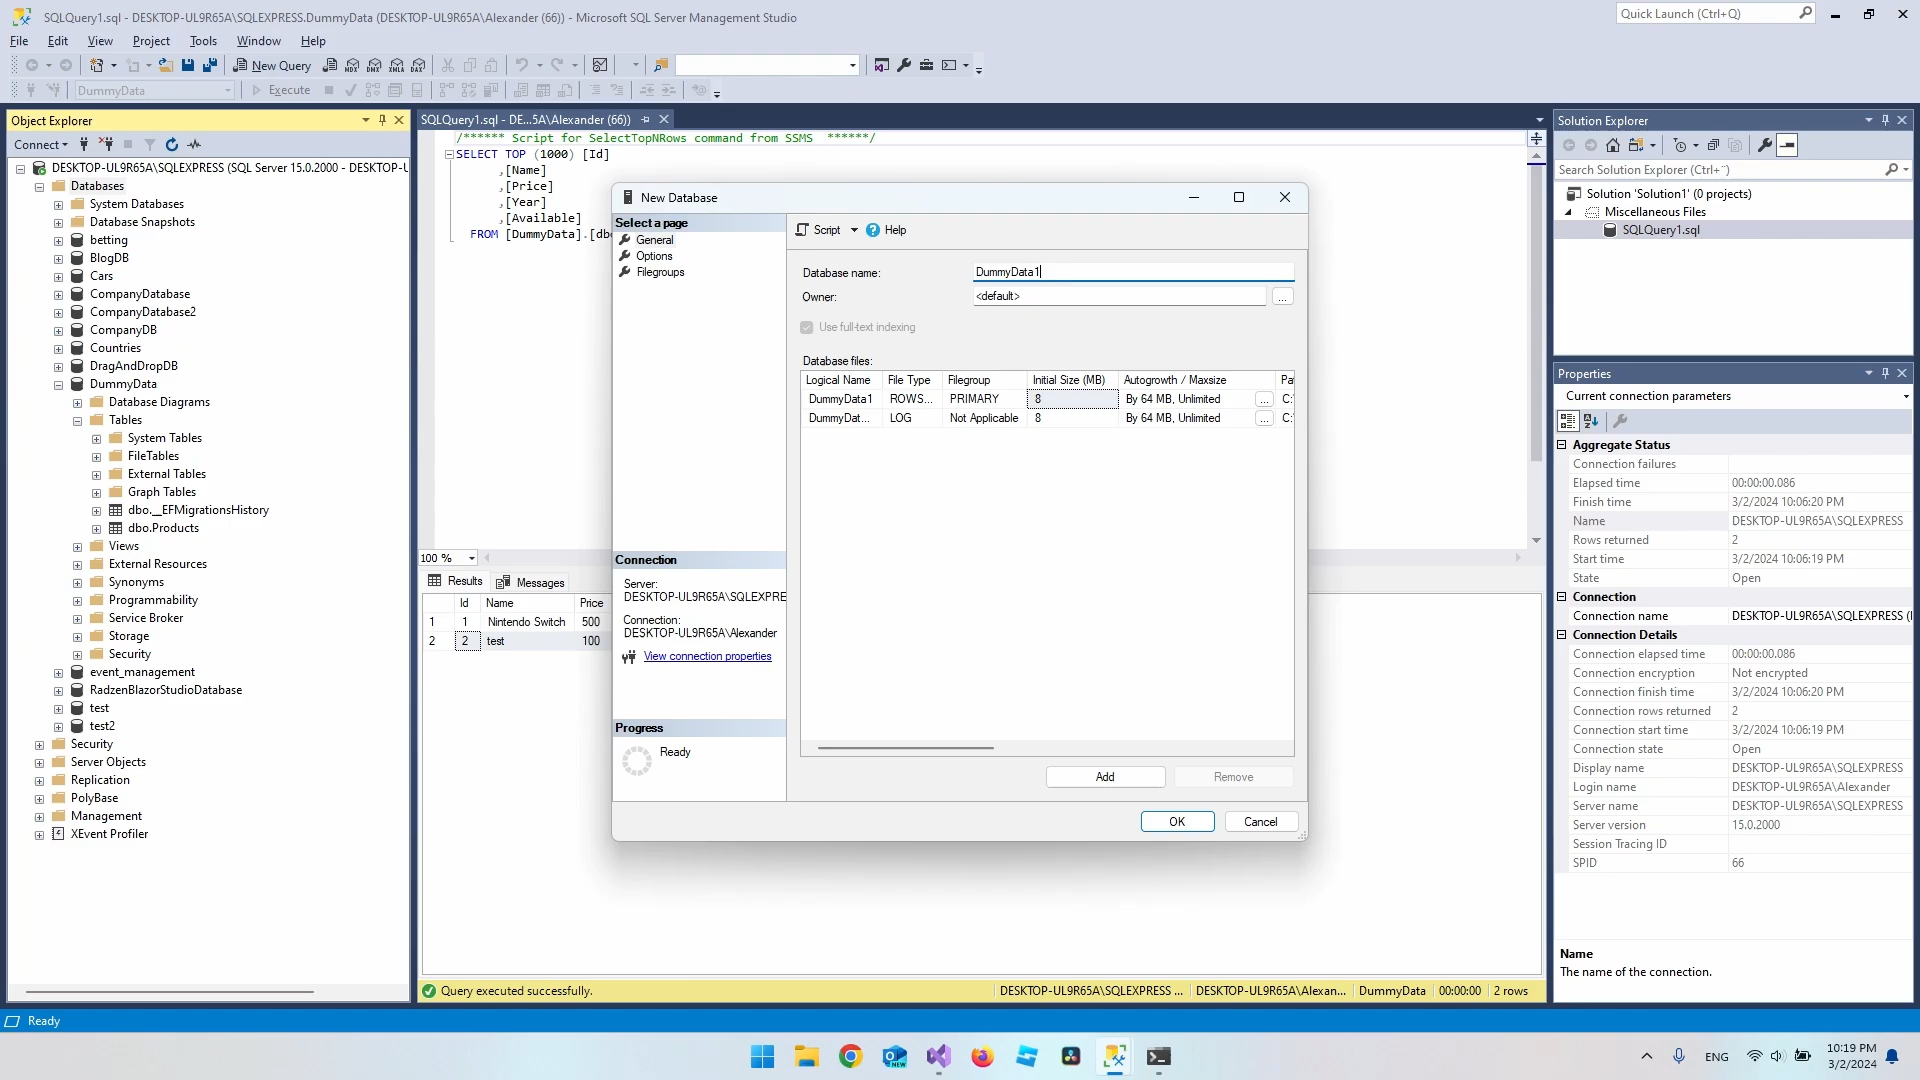 SQLQuery1.sql - DESKTOP-UL9R65A\SQLEXPRESS.DummyData (DESKTOP-UL9R65A\Alexander (66)) - Microsoft SQL Server Management Studio
Quick Launch (Ctrl+Q)
File Edit View Project Tools Window Help
New Query
MDX DMX XMLA DAX
DummyData
Execute
Object Explorer
Connect
DESKTOP-UL9R65A\SQLEXPRESS (SQL Server 15.0.2000 - DESKTOP-U
Databases
System Databases
Database Snapshots
betting
BlogDB
Cars
CompanyDatabase
CompanyDatabase2
CompanyDB
Countries
DragAndDropDB
DummyData
Database Diagrams
Tables
System Tables
FileTables
External Tables
Graph Tables
dbo.__EFMigrationsHistory
dbo.Products
Views
External Resources
Synonyms
Programmability
Service Broker
Storage
Security
event_management
RadzenBlazorStudioDatabase
test
test2
Security
Server Objects
Replication
PolyBase
Management
XEvent Profiler
SQLQuery1.sql - DE...5A\Alexander (66))
/****** Script for SelectTopNRows command from SSMS ******/
SELECT TOP (1000) [Id]
,[Name]
,[Price]
,[Year]
,[Available]
FROM [DummyData].[dbo
100 %
Results Messages
Id Name Price
1 1 Nintendo Switch 500
2 2 test 100
Query executed successfully.
DESKTOP-UL9R65A\SQLEXPRESS ... DESKTOP-UL9R65A\Alexan... DummyData 00:00:00 2 rows
New Database
Select a page
General
Options
Filegroups
Connection
Server:
DESKTOP-UL9R65A\SQLEXPRE
Connection:
DESKTOP-UL9R65A\Alexander
View connection properties
Progress
Ready
Script Help
Database name: DummyData1
Owner: <default> ...
Use full-text indexing
Database files:
Logical Name File Type Filegroup Initial Size (MB) Autogrowth / Maxsize Pa
DummyData1 ROWS... PRIMARY 8 By 64 MB, Unlimited ... C:
DummyDat... LOG Not Applicable 8 By 64 MB, Unlimited ... C:
Add Remove
OK Cancel
Solution Explorer
Search Solution Explorer (Ctrl+¨)
Solution 'Solution1' (0 projects)
Miscellaneous Files
SQLQuery1.sql
Properties
Current connection parameters
Aggregate Status
Connection failures
Elapsed time 00:00:00.086
Finish time 3/2/2024 10:06:20 PM
Name DESKTOP-UL9R65A\SQLEXPRESS
Rows returned 2
Start time 3/2/2024 10:06:19 PM
State Open
Connection
Connection name DESKTOP-UL9R65A\SQLEXPRESS (
Connection Details
Connection elapsed time 00:00:00.086
Connection encryption Not encrypted
Connection finish time 3/2/2024 10:06:20 PM
Connection rows returned 2
Connection start time 3/2/2024 10:06:19 PM
Connection state Open
Display name DESKTOP-UL9R65A\SQLEXPRESS
Login name DESKTOP-UL9R65A\Alexander
Server name DESKTOP-UL9R65A\SQLEXPRESS
Server version 15.0.2000
Session Tracing ID
SPID 66
Name
The name of the connection.
Ready
ENG
10:19 PM
3/2/2024